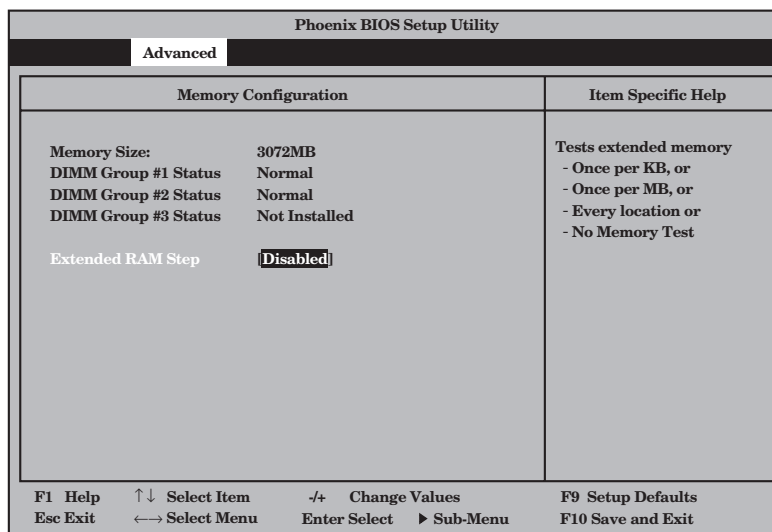 Phoenix BIOS Setup Utility
Advanced
Memory Configuration
Item Specific Help
Memory Size: 3072MB
DIMM Group #1 Status Normal
DIMM Group #2 Status Normal
DIMM Group #3 Status Not Installed
Extended RAM Step [Disabled]
Tests extended memory
- Once per KB, or
- Once per MB, or
- Every location or
- No Memory Test
F1 Help ↑↓ Select Item -/+ Change Values F9 Setup Defaults
Esc Exit ←→ Select Menu Enter Select ▶ Sub-Menu F10 Save and Exit